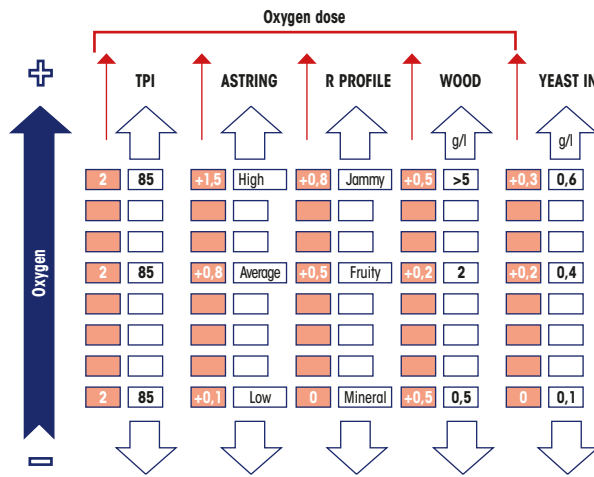 Oxygen dose
TPI ASTRING R PROFILE WOOD YEAST IN
g/l g/l
2 85 +1,5 High +0,8 Jammy +0,5 >5 +0,3 0,6
Oxygen
2 85 +0,8 Average +0,5 Fruity +0,2 2 +0,2 0,4
2 85 +0,1 Low 0 Mineral +0,5 0,5 0 0,1